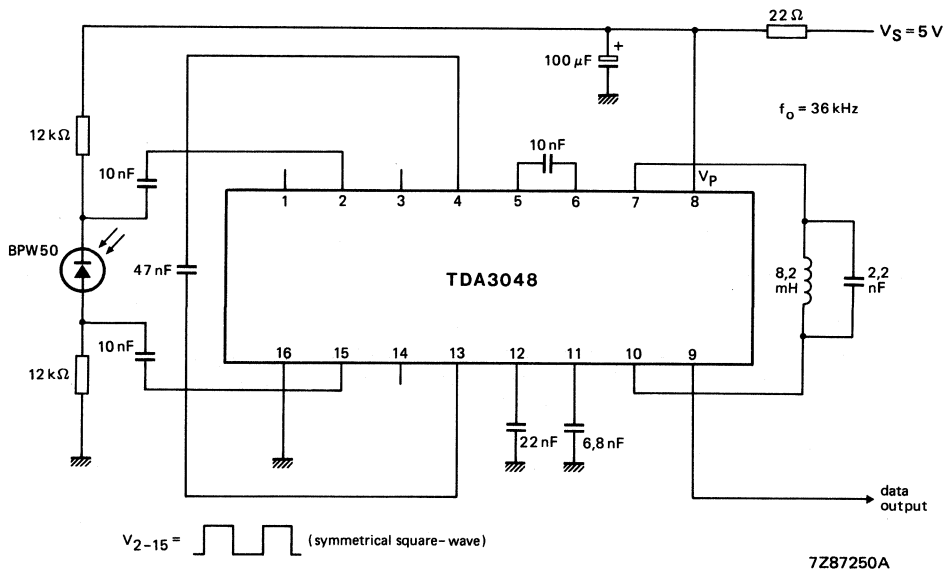 22 Ω
V_S = 5 V
100 µF
+
f_o = 36 kHz
12 kΩ
10 nF
10 nF
V_P
1 2 3 4 5 6 7 8
BPW50
47 nF
TDA3048
8,2 mH
2,2 nF
12 kΩ
10 nF
16 15 14 13 12 11 10 9
22 nF
6,8 nF
data
output
V_2–15 = (symmetrical square–wave)
7Z87250A